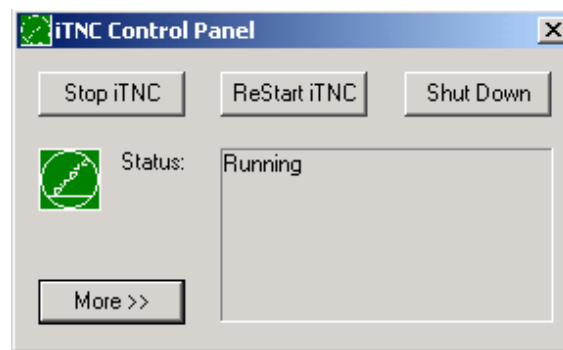 iTNC Control Panel
Stop iTNC ReStart iTNC Shut Down
Status: Running
More >>